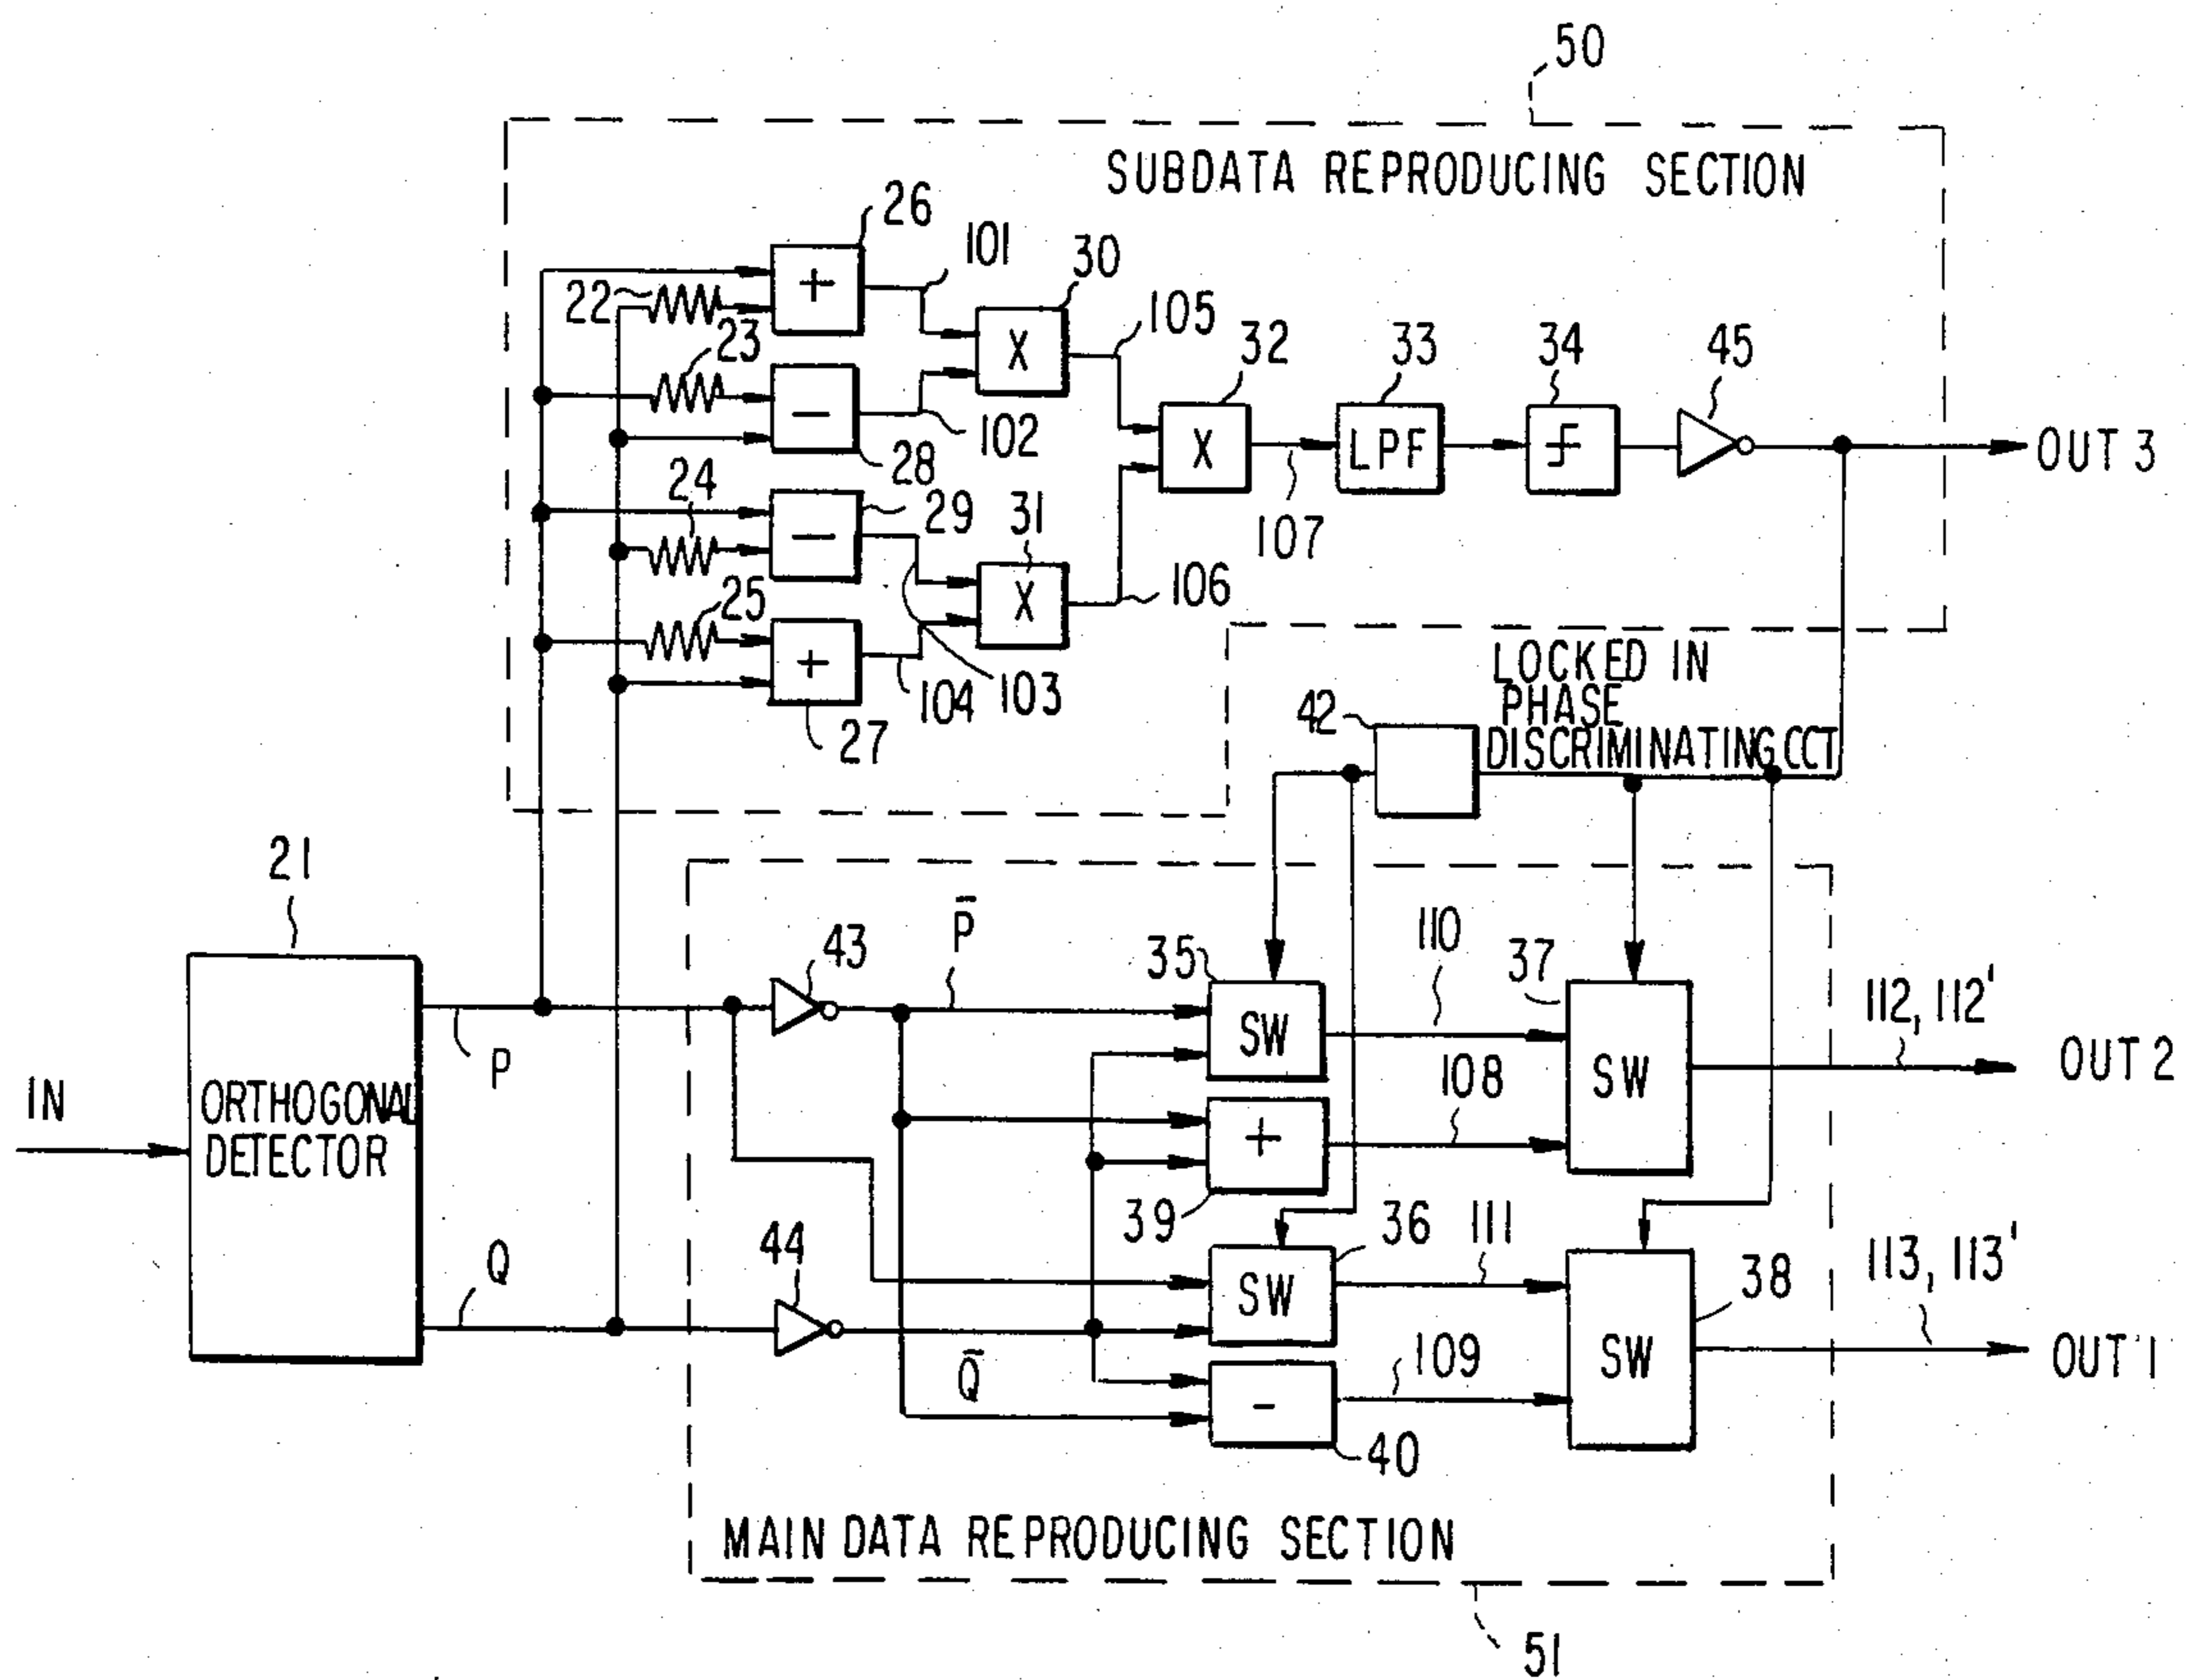 50
SUBDATA REPRODUCING SECTION
26
101
30
22
+
105
X
32
33
34
45
23
−
102
28
X
107
LPF
OUT 3
24
29
−
31
X
106
25
+
104
103
27
LOCKED IN
PHASE
DISCRIMINATING CCT
42
21
P̄
43
35
110
37
112, 112'
SW
SW
OUT 2
P
108
IN
ORTHOGONAL
DETECTOR
+
39
36
111
113, 113'
38
Q
44
SW
SW
OUT 1
Q̄
109
-
40
MAIN DATA REPRODUCING SECTION
51